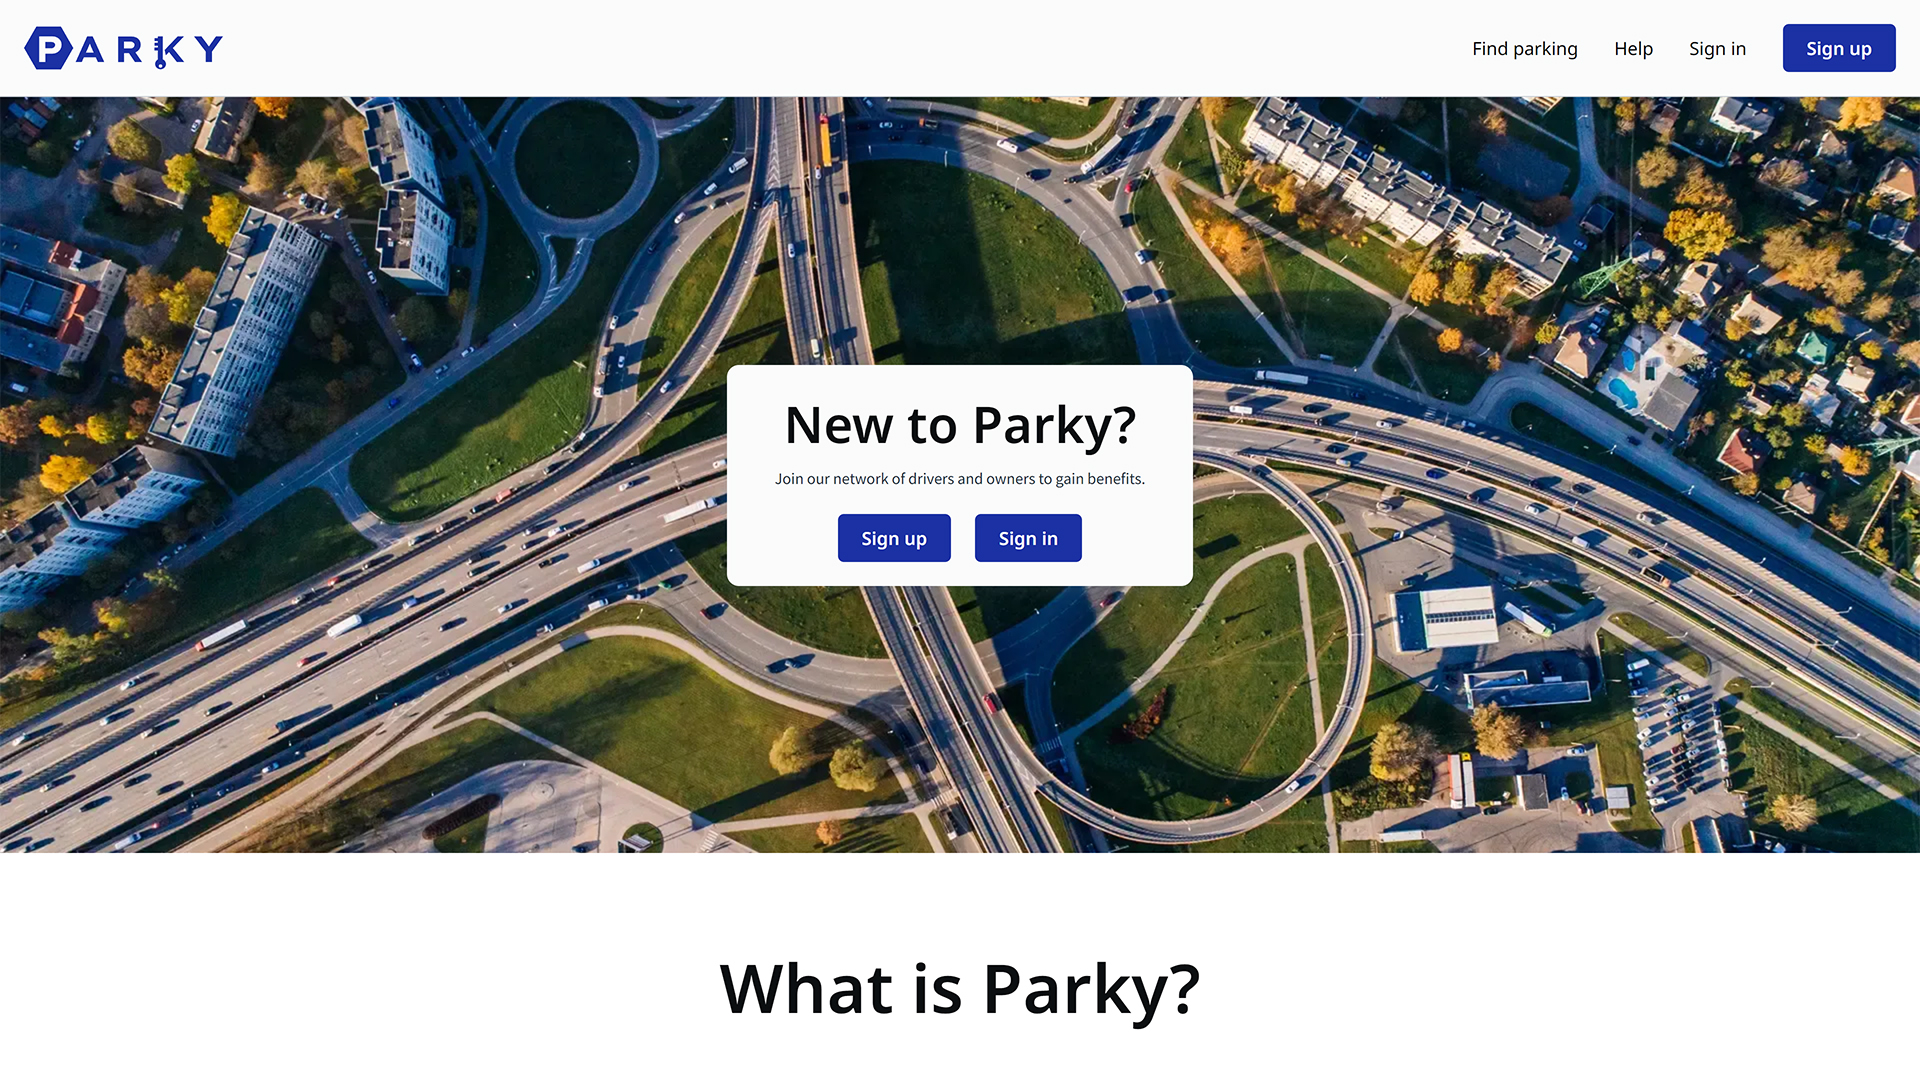 PARKY
Find parking
Help
Sign in
Sign up
New to Parky?
Join our network of drivers and owners to gain benefits.
Sign up
Sign in
What is Parky?